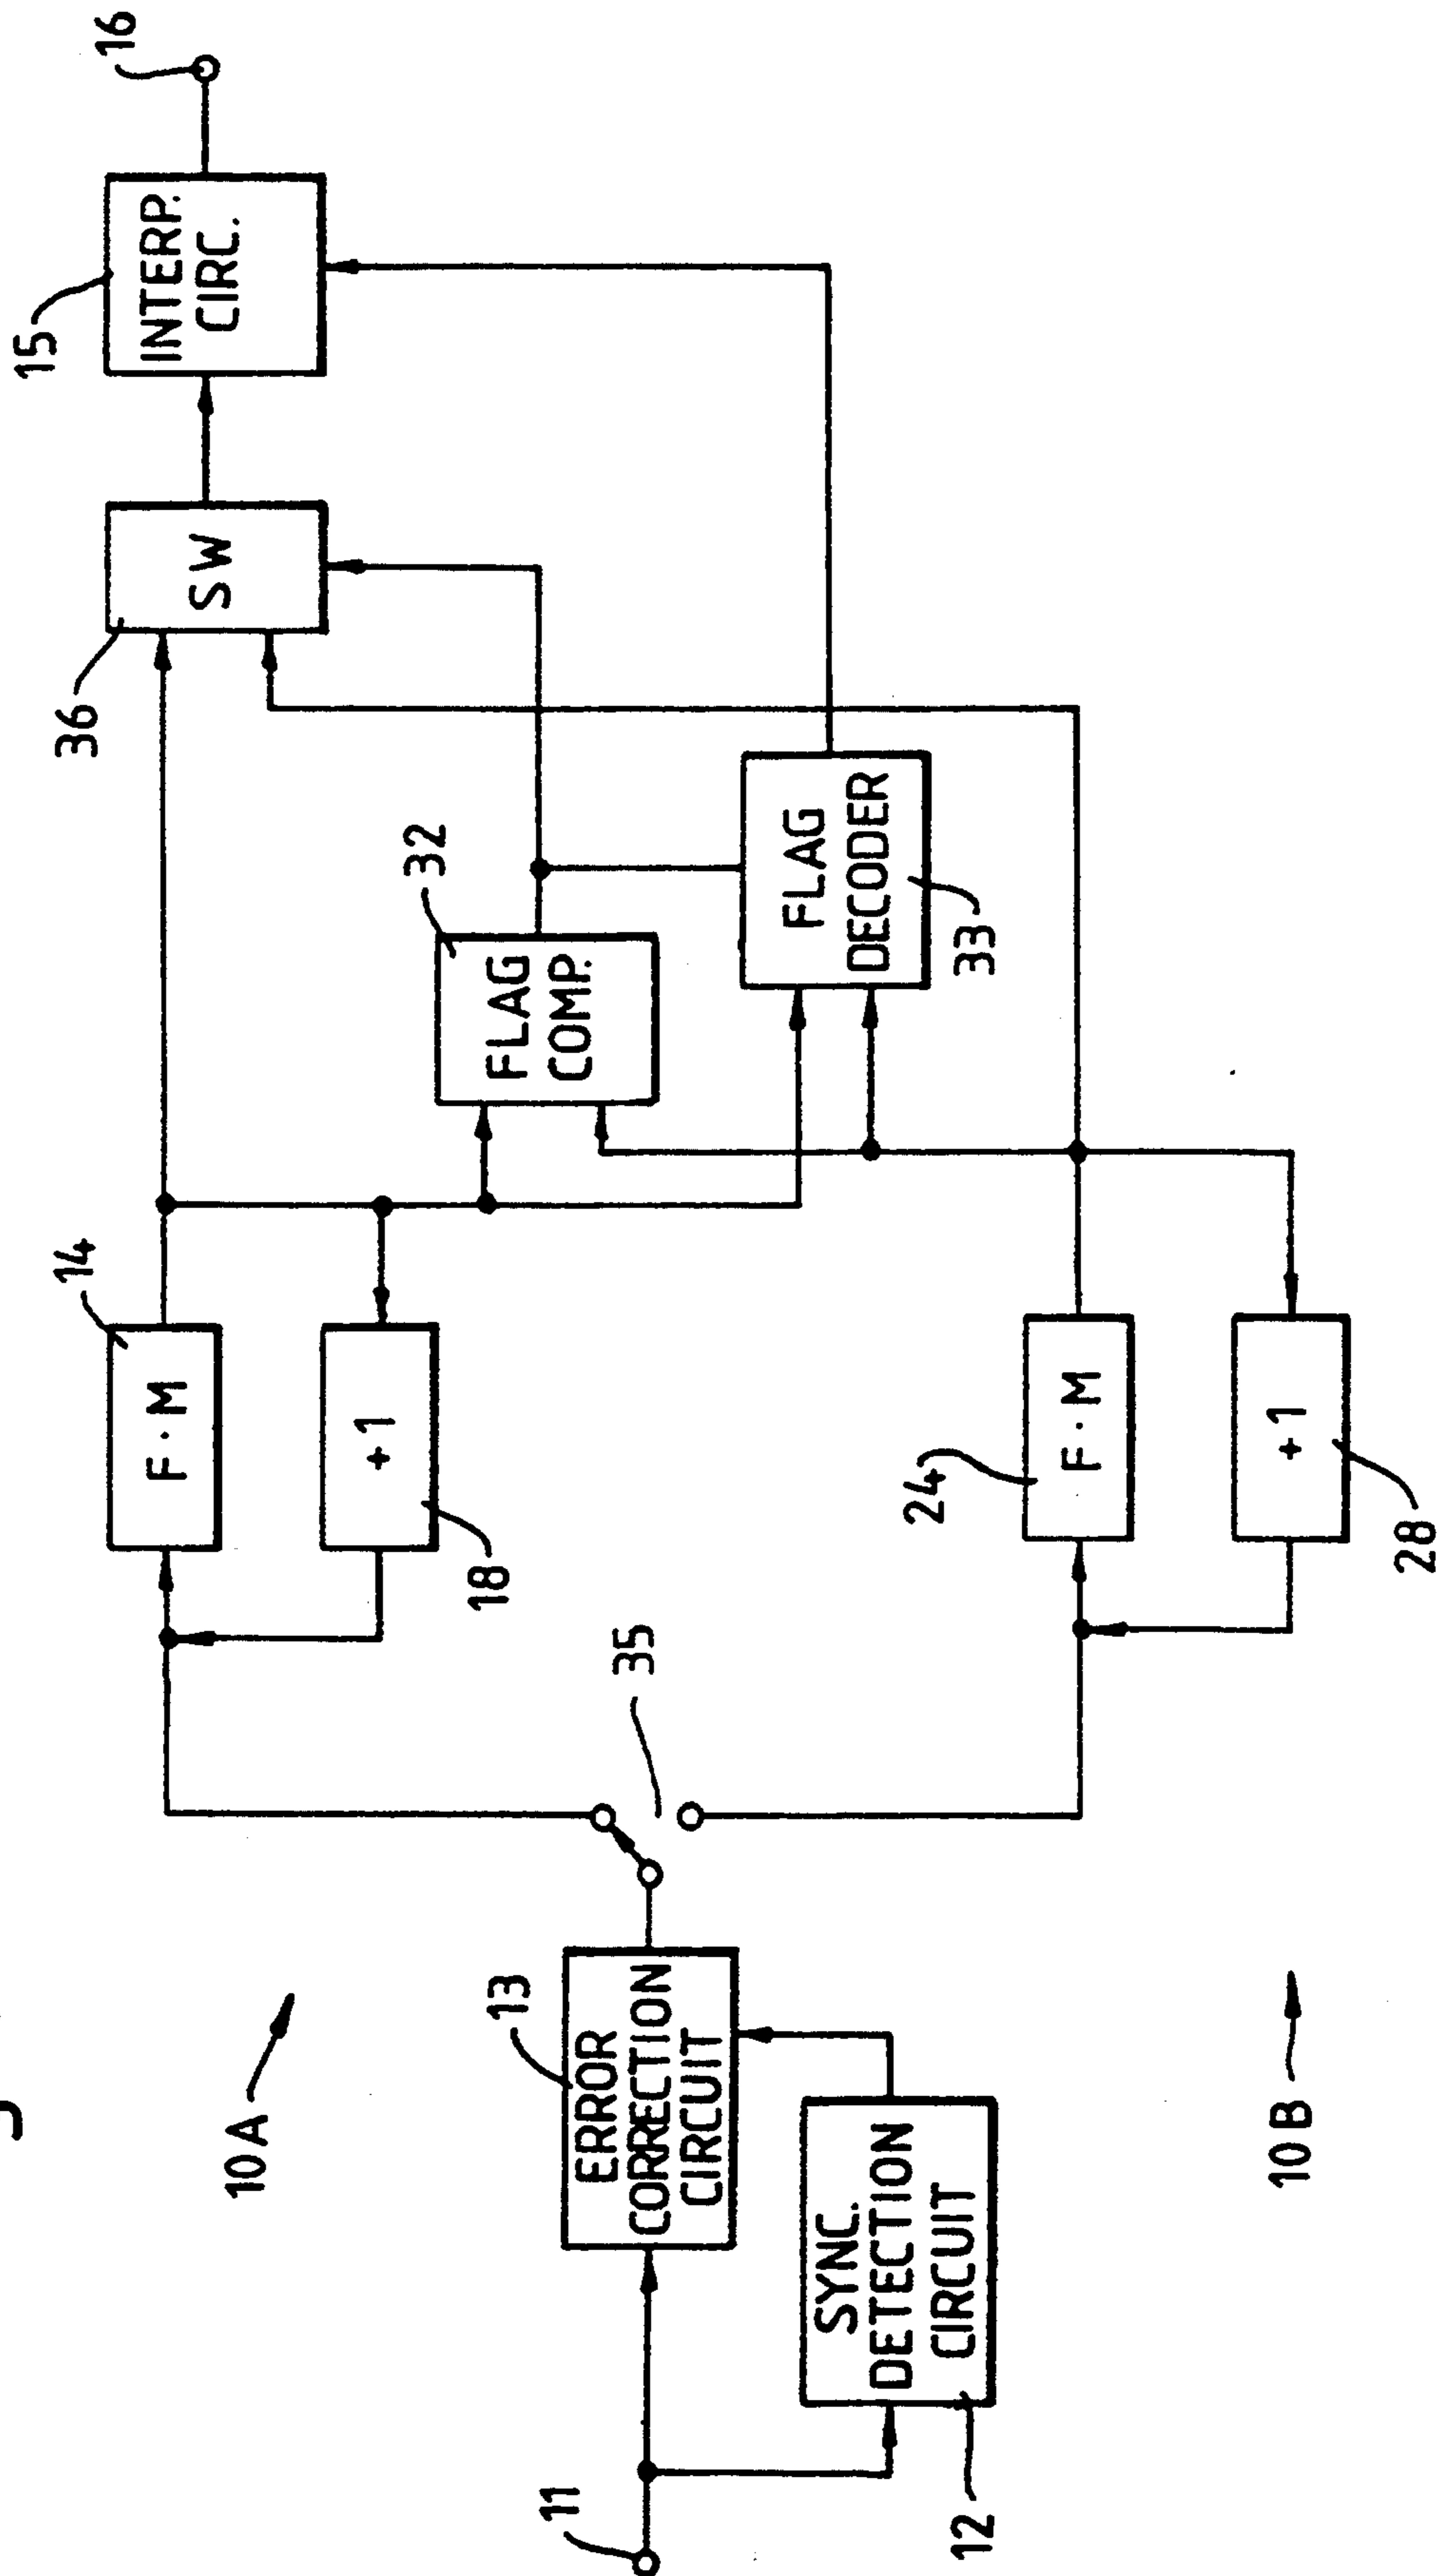 10A
11
ERROR
CORRECTION
CIRCUIT
13
SYNC.
DETECTION
CIRCUIT
12
35
F·M
14
+1
18
F·M
24
+1
28
10B
FLAG
COMP.
32
FLAG
DECODER
33
SW
36
INTERP.
CIRC.
15
16